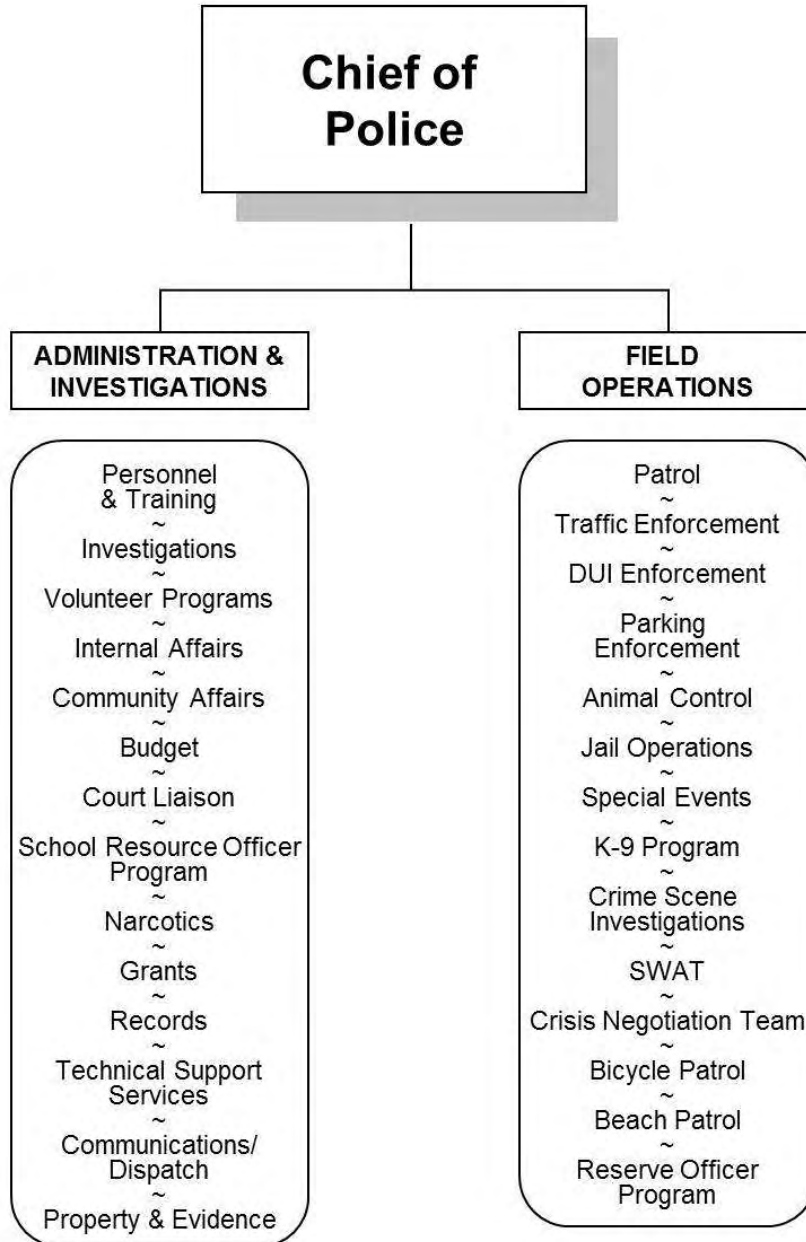 Chief of
Police
ADMINISTRATION &
INVESTIGATIONS
Personnel
& Training
~
Investigations
~
Volunteer Programs
~
Internal Affairs
~
Community Affairs
~
Budget
~
Court Liaison
~
School Resource Officer
Program
~
Narcotics
~
Grants
~
Records
~
Technical Support
Services
~
Communications/
Dispatch
~
Property & Evidence
FIELD
OPERATIONS
Patrol
~
Traffic Enforcement
~
DUI Enforcement
~
Parking
Enforcement
~
Animal Control
~
Jail Operations
~
Special Events
~
K-9 Program
~
Crime Scene
Investigations
~
SWAT
~
Crisis Negotiation Team
~
Bicycle Patrol
~
Beach Patrol
~
Reserve Officer
Program